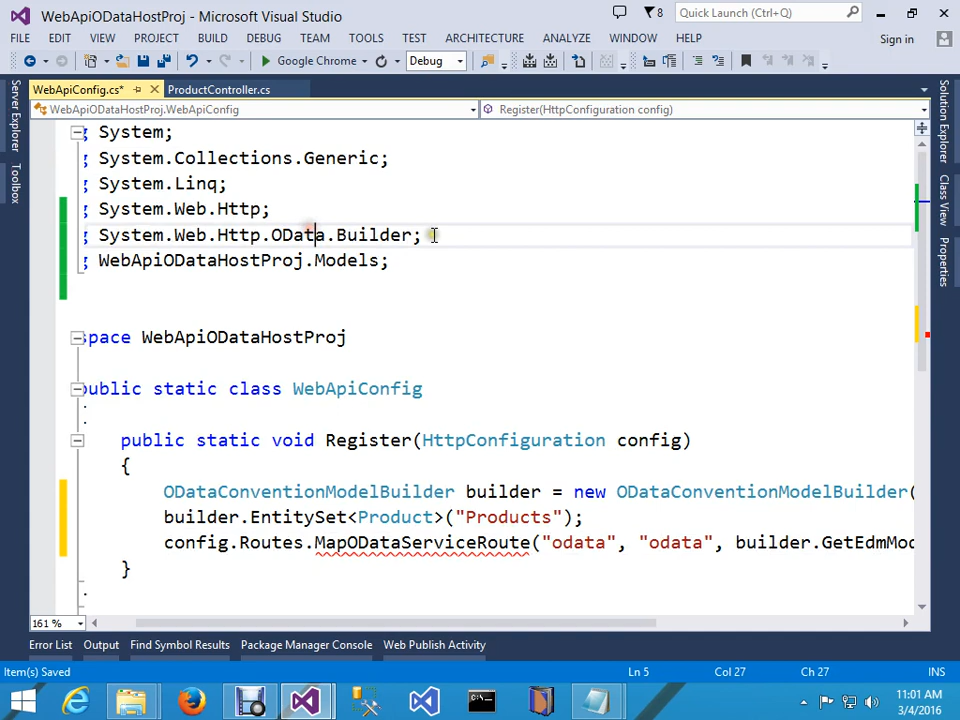 WebApiODataHostProj - Microsoft Visual Studio
8
Quick Launch (Ctrl+Q)
FILE EDIT VIEW PROJECT BUILD DEBUG TEAM TOOLS TEST ARCHITECTURE ANALYZE WINDOW HELP
Sign in
Google Chrome
Debug
WebApiConfig.cs*
ProductController.cs
Server Explorer
Toolbox
Solution Explorer
Class View
Properties
WebApiODataHostProj.WebApiConfig
Register(HttpConfiguration config)
g System;
g System.Collections.Generic;
g System.Linq;
g System.Web.Http;
g System.Web.Http.OData.Builder;
g WebApiODataHostProj.Models;
space WebApiODataHostProj
public static class WebApiConfig
public static void Register(HttpConfiguration config)
{
ODataConventionModelBuilder builder = new ODataConventionModelBuilder(
builder.EntitySet<Product>("Products");
config.Routes.MapODataServiceRoute("odata", "odata", builder.GetEdmMod
}
161 %
Error List Output Find Symbol Results Package Manager Console Web Publish Activity
Item(s) Saved
Ln 5
Col 27
Ch 27
INS
11:01 AM
3/4/2016